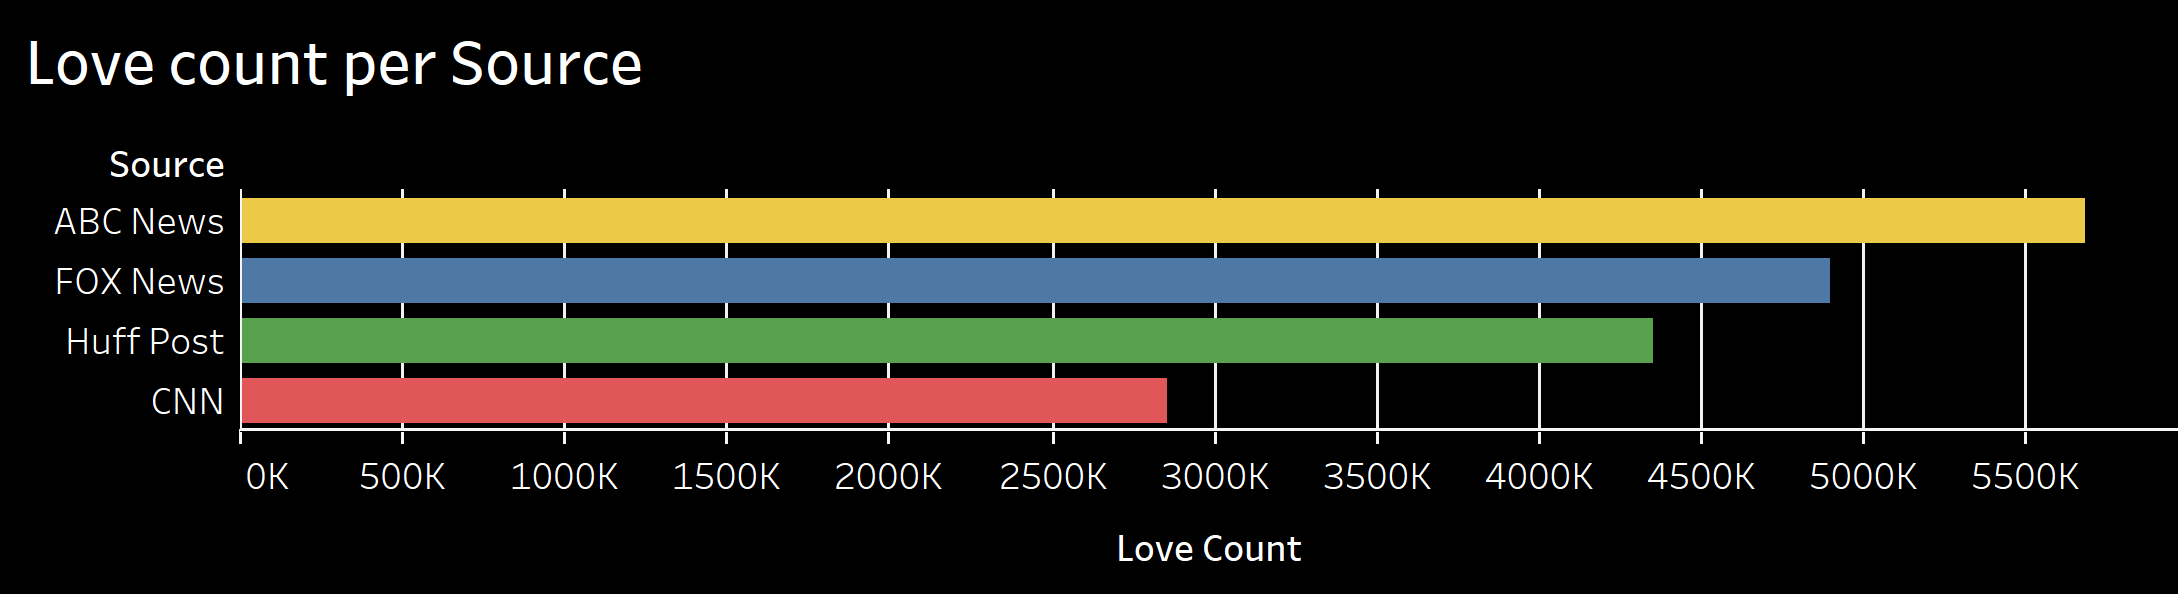 Love count per Source
Source
ABC News
FOX News
Huff Post
CNN
0K 500K 1000K 1500K 2000K 2500K 3000K 3500K 4000K 4500K 5000K 5500K
Love Count